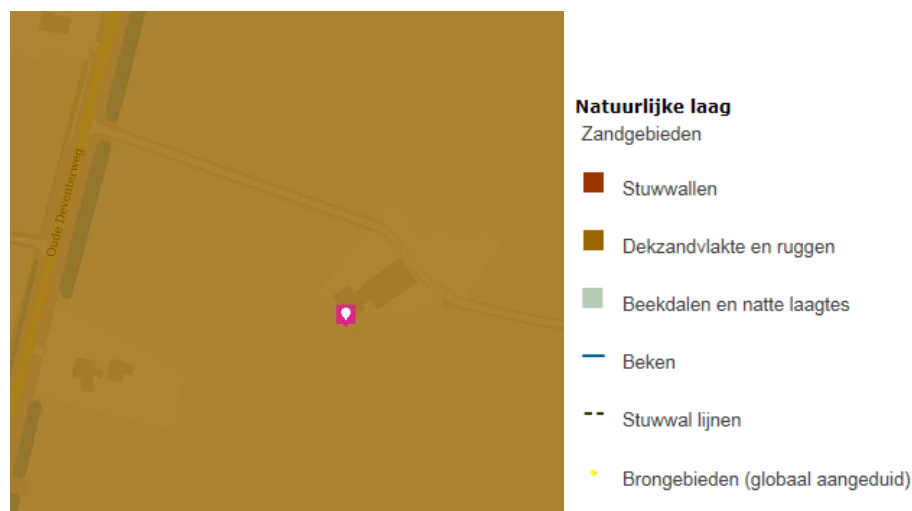 Oude Deventerweg
Natuurlijke laag
Zandgebieden
Stuwwallen
Dekzandvlakte en ruggen
Beekdalen en natte laagtes
Beken
Stuwwal lijnen
Brongebieden (globaal aangeduid)